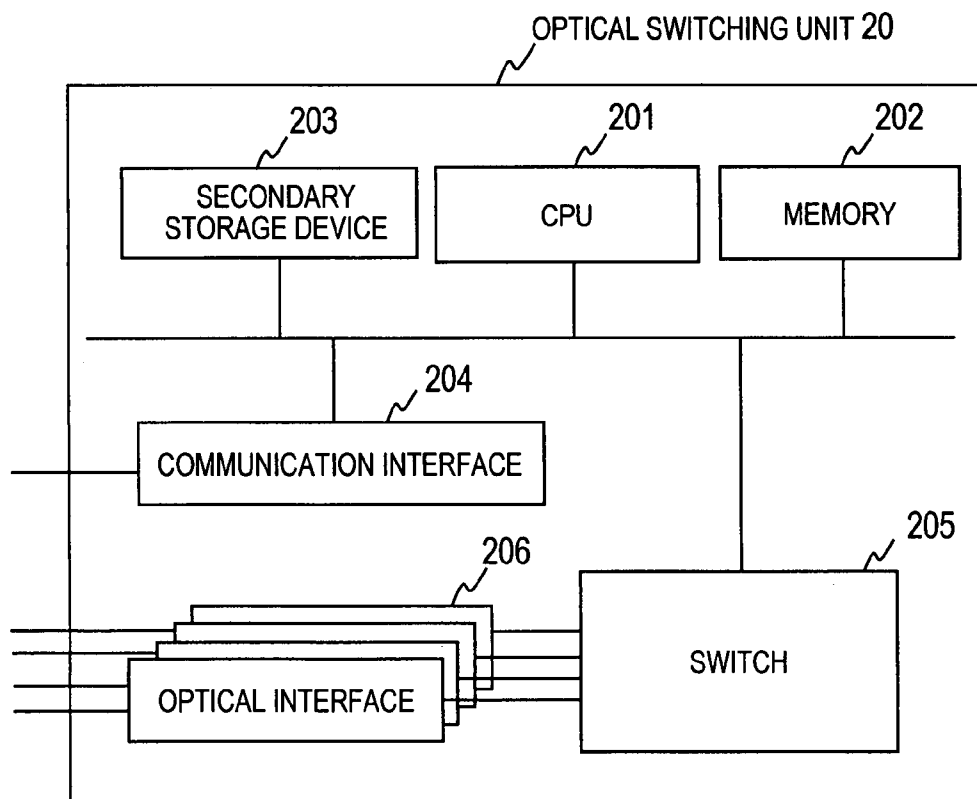 OPTICAL SWITCHING UNIT 20
203
201
202
SECONDARY
STORAGE DEVICE
CPU
MEMORY
204
COMMUNICATION INTERFACE
205
206
SWITCH
OPTICAL INTERFACE